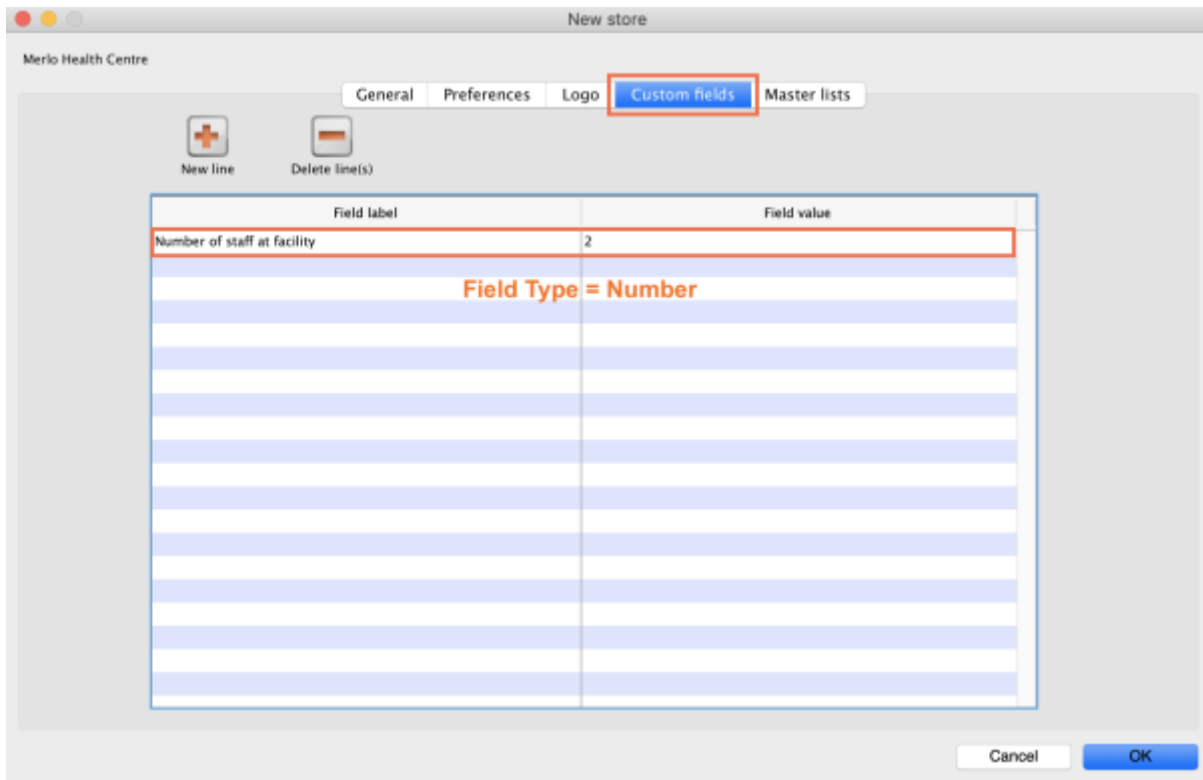 New store
Merlo Health Centre
General Preferences Logo Custom fields Master lists
New line Delete line(s)
Field label Field value
Number of staff at facility 2
Field Type = Number
Cancel OK